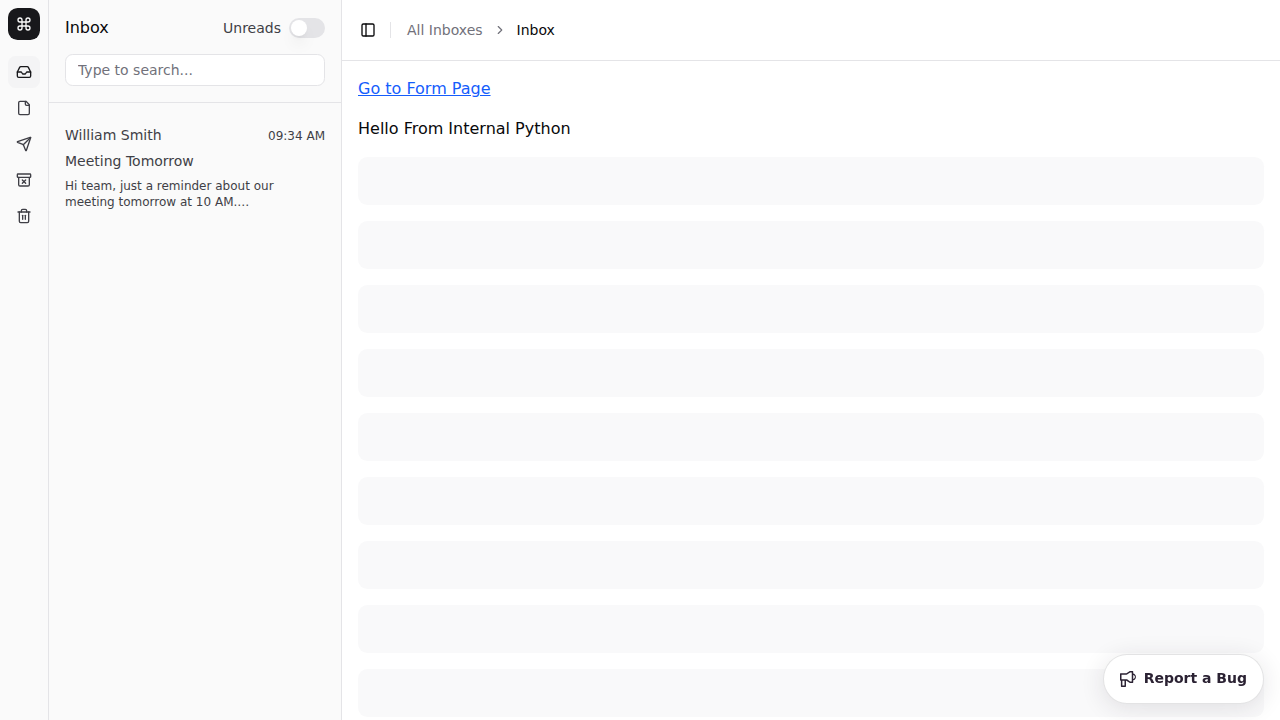 Inbox
Unreads
Type to search...
William Smith 09:34 AM
Meeting Tomorrow
Hi team, just a reminder about our
meeting tomorrow at 10 AM....
All Inboxes > Inbox
Go to Form Page
Hello From Internal Python
Report a Bug